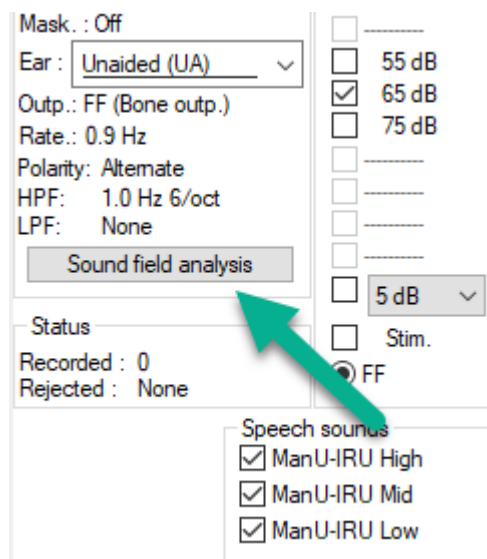 Mask. : Off
Ear : Unaided (UA)
Outp.: FF (Bone outp.)
Rate.: 0.9 Hz
Polarity: Alternate
HPF: 1.0 Hz 6/oct
LPF: None
Sound field analysis
Status
Recorded : 0
Rejected : None
----------
55 dB
65 dB
75 dB
----------
----------
----------
----------
5 dB
Stim.
FF
Speech sounds
ManU-IRU High
ManU-IRU Mid
ManU-IRU Low